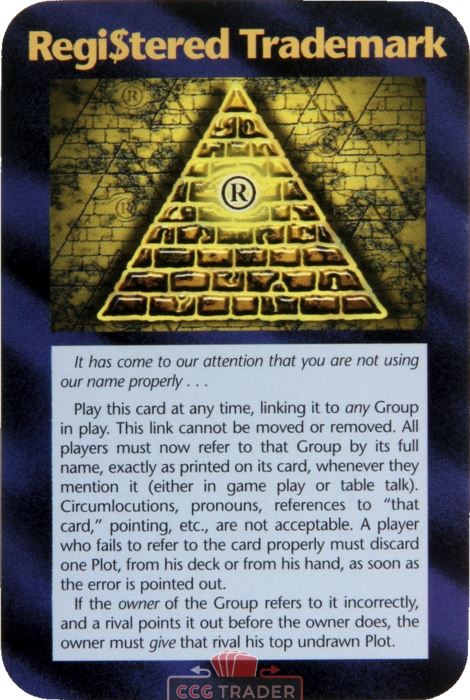 Regi$tered Trademark
®
®
®
®
It has come to our attention that you are not using
our name properly . . .
Play this card at any time, linking it to any Group
in play. This link cannot be moved or removed. All
players must now refer to that Group by its full
name, exactly as printed on its card, whenever they
mention it (either in game play or table talk).
Circumlocutions, pronouns, references to “that
card,” pointing, etc., are not acceptable. A player
who fails to refer to the card properly must discard
one Plot, from his deck or from his hand, as soon as
the error is pointed out.
If the owner of the Group refers to it incorrectly,
and a rival points it out before the owner does, the
owner must give that rival his top undrawn Plot.
CCG TRADER